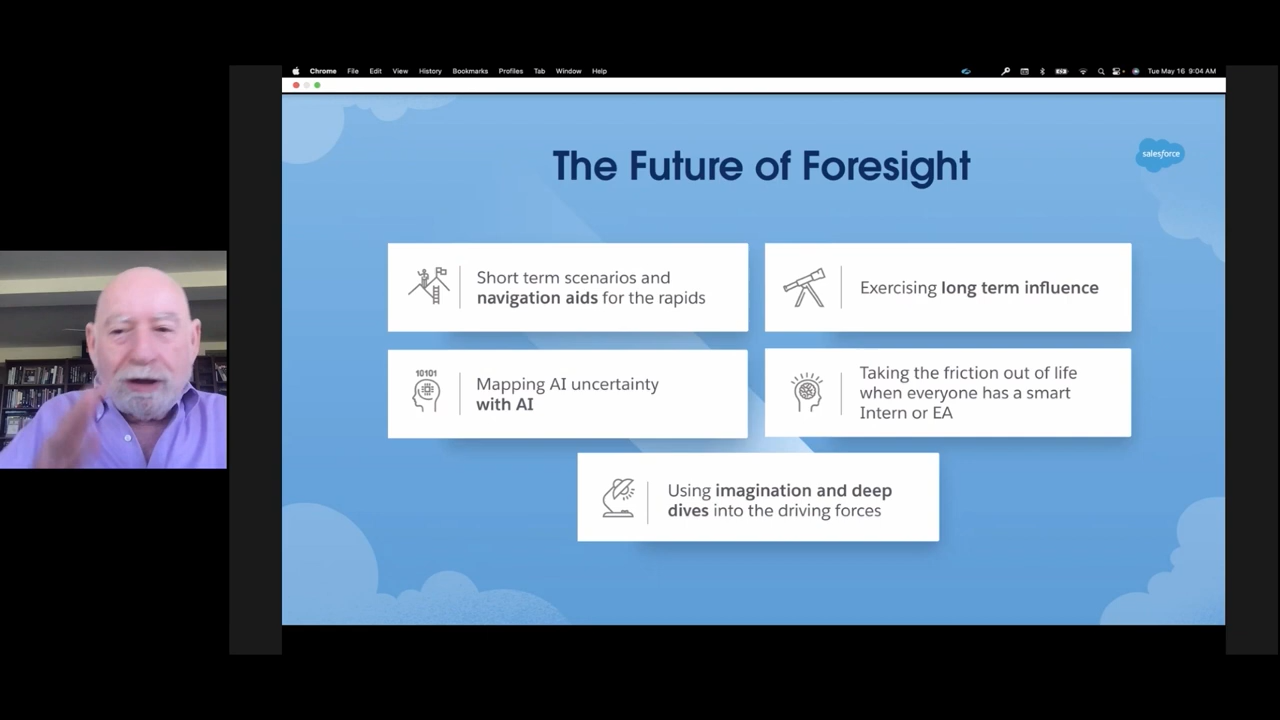 Chrome File Edit View History Bookmarks Profiles Tab Window Help Tue May 16 9:04 AM
The Future of Foresight
salesforce
Short term scenarios and
navigation aids for the rapids
Exercising long term influence
10101
Mapping AI uncertainty
with AI
Taking the friction out of life
when everyone has a smart
Intern or EA
Using imagination and deep
dives into the driving forces